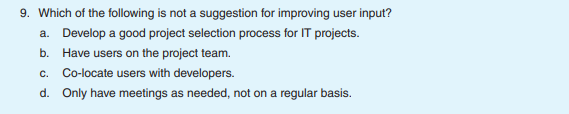 9. Which of the following is not a suggestion for improving user input?
a. Develop a good project selection process for IT projects.
b. Have users on the project team.
c. Co-locate users with developers.
d. Only have meetings as needed, not on a regular basis.